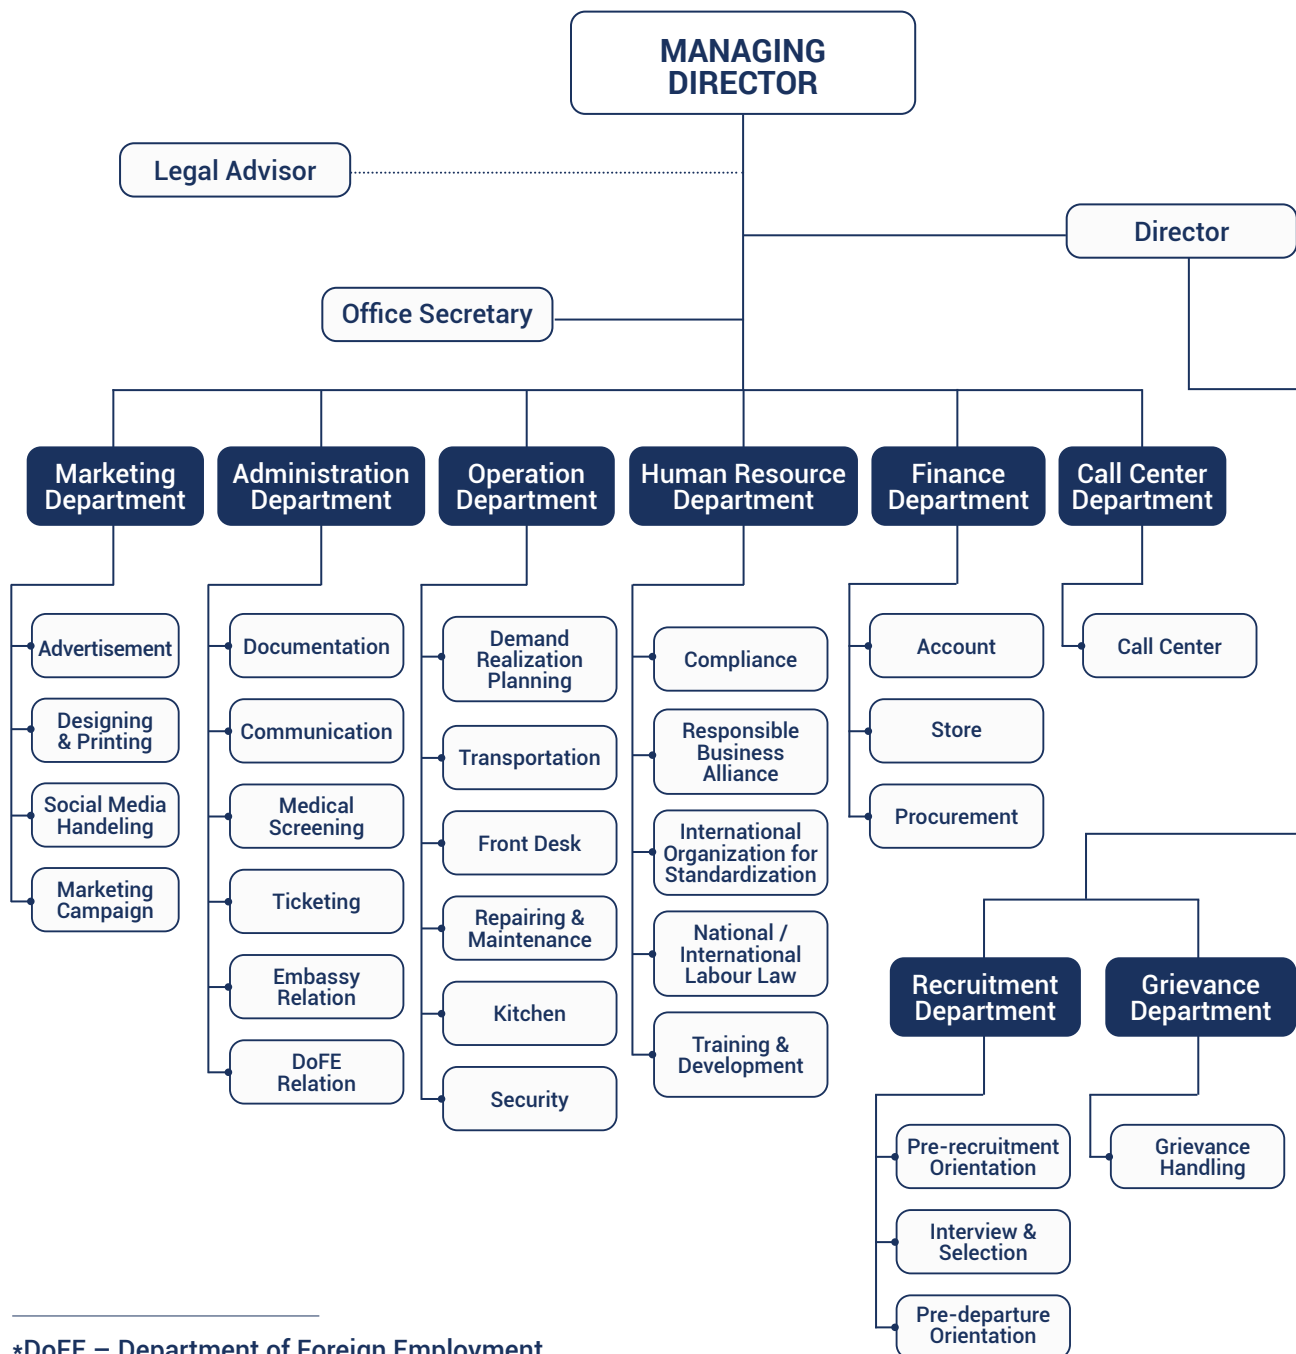 MANAGING
DIRECTOR
Legal Advisor
Director
Office Secretary
Marketing
Department
Administration
Department
Operation
Department
Human Resource
Department
Finance
Department
Call Center
Department
Advertisement
Designing
& Printing
Social Media
Handeling
Marketing
Campaign
Documentation
Communication
Medical
Screening
Ticketing
Embassy
Relation
DoFE
Relation
Demand
Realization
Planning
Transportation
Front Desk
Repairing &
Maintenance
Kitchen
Security
Compliance
Responsible
Business
Alliance
International
Organization for
Standardization
National /
International
Labour Law
Training &
Development
Account
Store
Procurement
Call Center
Recruitment
Department
Grievance
Department
Pre-recruitment
Orientation
Interview &
Selection
Pre-departure
Orientation
Grievance
Handling
*DoFE – Department of Foreign Employment